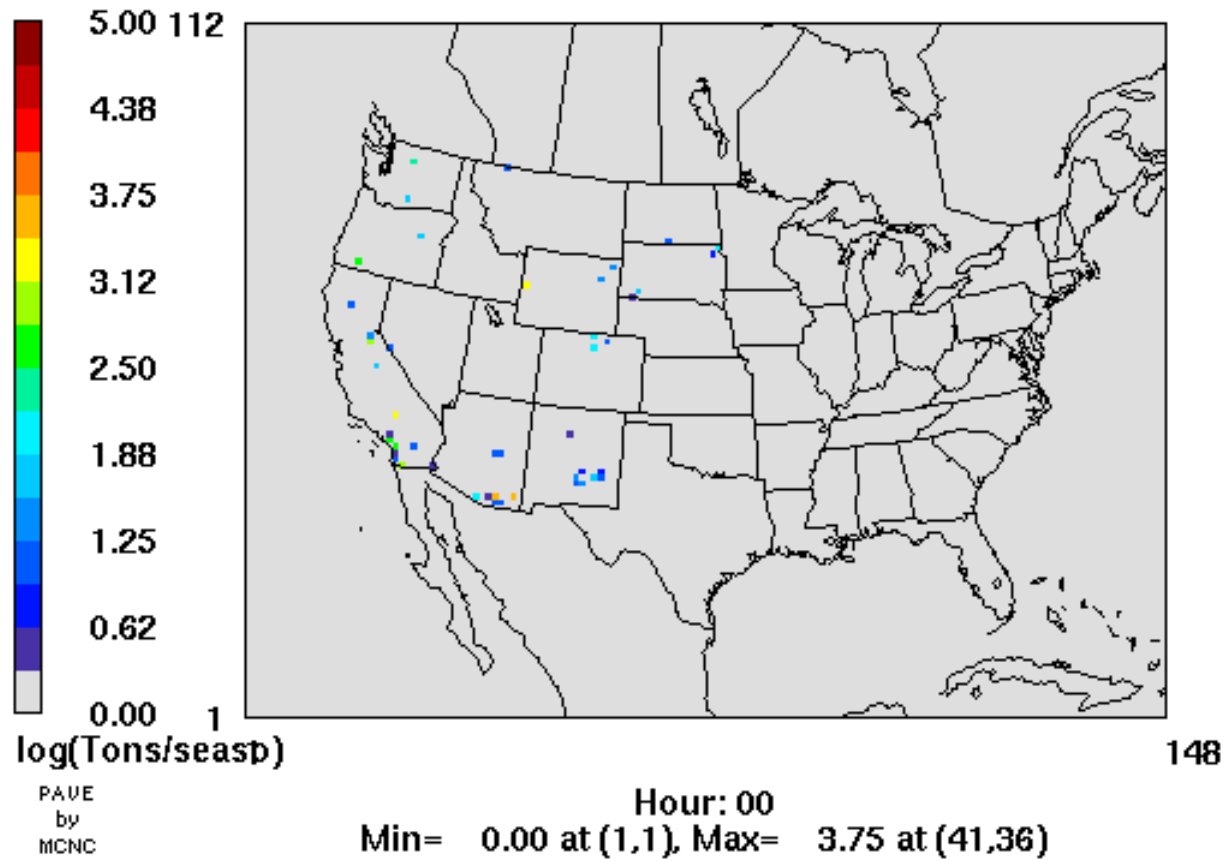 5.00 112
4.38
3.75
3.12
2.50
1.88
1.25
0.62
0.00 1
log(Tons/seasp)
148
PAVE
by
MCNC
Hour: 00
Min= 0.00 at (1,1), Max= 3.75 at (41,36)